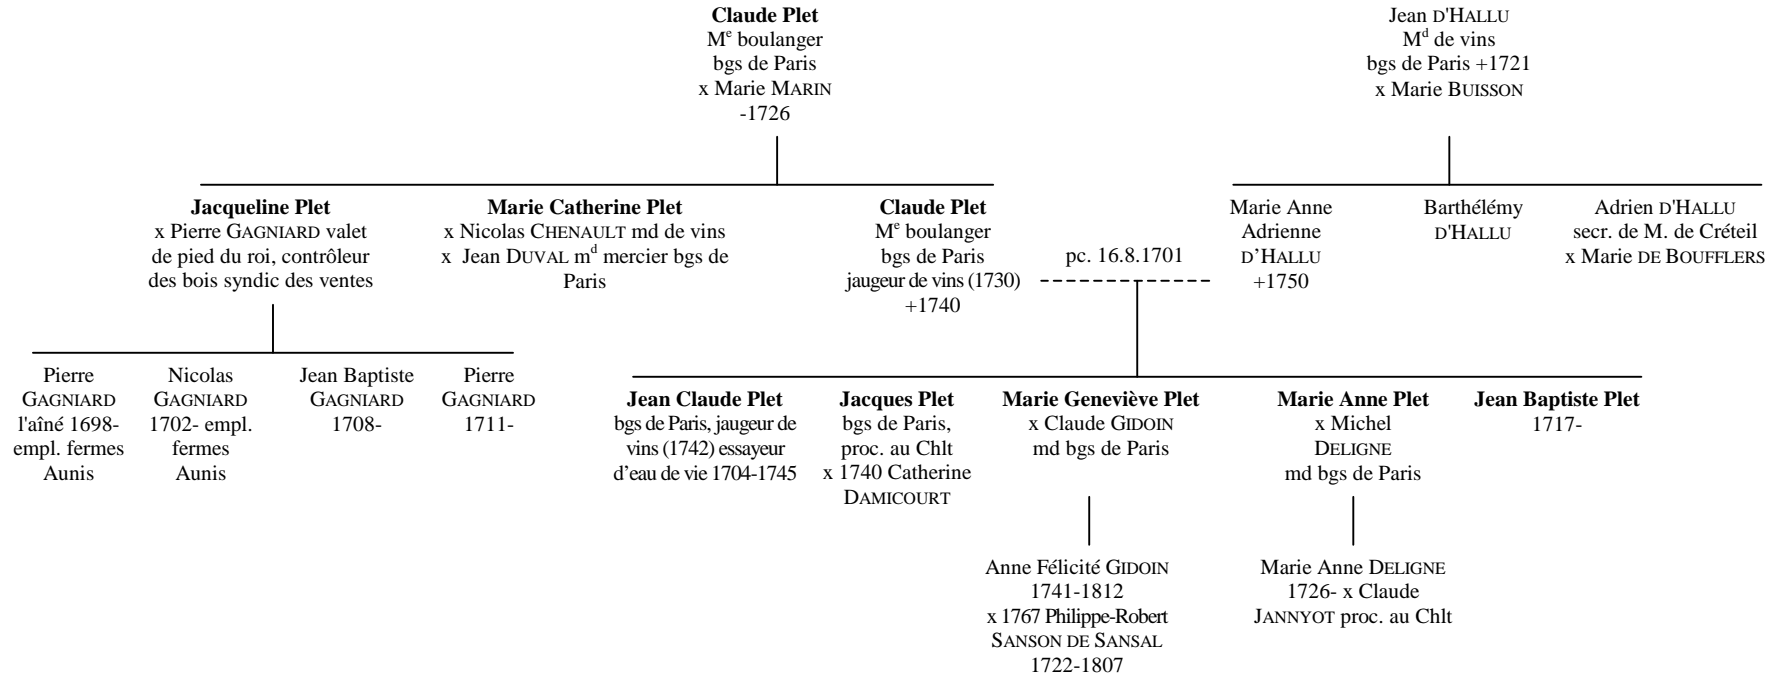 Claude Plet
Me boulanger
bgs de Paris
x Marie MARIN
-1726
Jean D'HALLU
Md de vins
bgs de Paris +1721
x Marie BUISSON
Jacqueline Plet
x Pierre GAGNIARD valet
de pied du roi, contrôleur
des bois syndic des ventes
Marie Catherine Plet
x Nicolas CHENAULT md de vins
x Jean DUVAL md mercier bgs de
Paris
Claude Plet
Me boulanger
bgs de Paris
jaugeur de vins (1730)
+1740
pc. 16.8.1701
Marie Anne
Adrienne
D’HALLU
+1750
Barthélémy
D'HALLU
Adrien D'HALLU
secr. de M. de Créteil
x Marie DE BOUFFLERS
Pierre
GAGNIARD
l'aîné 1698-
empl. fermes
Aunis
Nicolas
GAGNIARD
1702- empl.
fermes
Aunis
Jean Baptiste
GAGNIARD
1708-
Pierre
GAGNIARD
1711-
Jean Claude Plet
bgs de Paris, jaugeur de
vins (1742) essayeur
d’eau de vie 1704-1745
Jacques Plet
bgs de Paris,
proc. au Chlt
x 1740 Catherine
DAMICOURT
Marie Geneviève Plet
x Claude GIDOIN
md bgs de Paris
Marie Anne Plet
x Michel
DELIGNE
md bgs de Paris
Jean Baptiste Plet
1717-
Anne Félicité GIDOIN
1741-1812
x 1767 Philippe-Robert
SANSON DE SANSAL
1722-1807
Marie Anne DELIGNE
1726- x Claude
JANNYOT proc. au Chlt